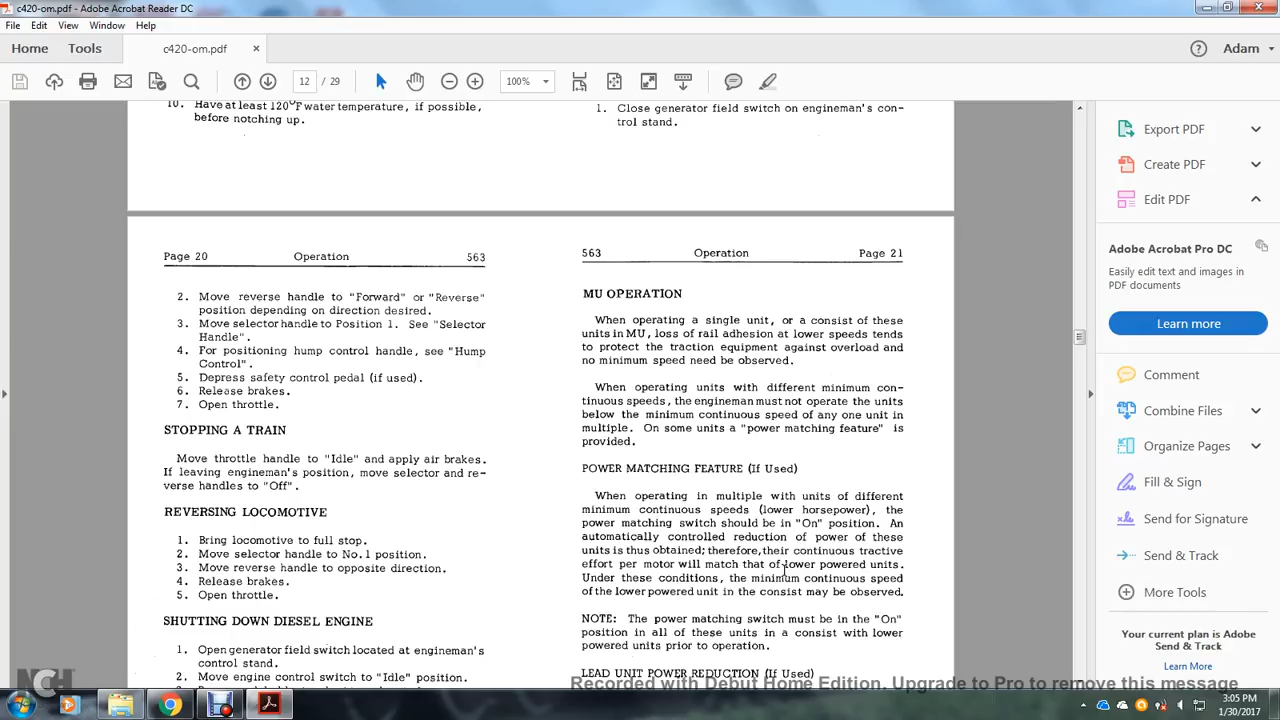 c420-om.pdf - Adobe Acrobat Reader DC
File Edit View Window Help
Home Tools c420-om.pdf × Adam
12 / 29 100%
10. Have at least 120°F water temperature, if possible,
before notching up.
1. Close generator field switch on engineman's con-
trol stand.
Page 20 Operation 563
2. Move reverse handle to "Forward" or "Reverse"
position depending on direction desired.
3. Move selector handle to Position 1. See "Selector
Handle".
4. For positioning hump control handle, see "Hump
Control".
5. Depress safety control pedal (if used).
6. Release brakes.
7. Open throttle.
STOPPING A TRAIN
Move throttle handle to "Idle" and apply air brakes.
If leaving engineman's position, move selector and re-
verse handles to "Off".
REVERSING LOCOMOTIVE
1. Bring locomotive to full stop.
2. Move selector handle to No. 1 position.
3. Move reverse handle to opposite direction.
4. Release brakes.
5. Open throttle.
SHUTTING DOWN DIESEL ENGINE
1. Open generator field switch located at engineman's
control stand.
2. Move engine control switch to "Idle" position.
563 Operation Page 21
MU OPERATION
When operating a single unit, or a consist of these
units in MU, loss of rail adhesion at lower speeds tends
to protect the traction equipment against overload and
no minimum speed need be observed.
When operating units with different minimum con-
tinuous speeds, the engineman must not operate the units
below the minimum continuous speed of any one unit in
multiple. On some units a "power matching feature" is
provided.
POWER MATCHING FEATURE (If Used)
When operating in multiple with units of different
minimum continuous speeds (lower horsepower), the
power matching switch should be in "On" position. An
automatically controlled reduction of power of these
units is thus obtained; therefore, their continuous tractive
effort per motor will match that of lower powered units.
Under these conditions, the minimum continuous speed
of the lower powered unit in the consist may be observed.
NOTE: The power matching switch must be in the "On"
position in all of these units in a consist with lower
powered units prior to operation.
LEAD UNIT POWER REDUCTION (If Used)
Export PDF
Create PDF
Edit PDF
Adobe Acrobat Pro DC
Easily edit text and images in
PDF documents
Learn more
Comment
Combine Files
Organize Pages
Fill & Sign
Send for Signature
Send & Track
More Tools
Your current plan is Adobe
Send & Track
Learn More
NCH
Recorded with Debut Home Edition. Upgrade to Pro to remove this message
3:05 PM
1/30/2017